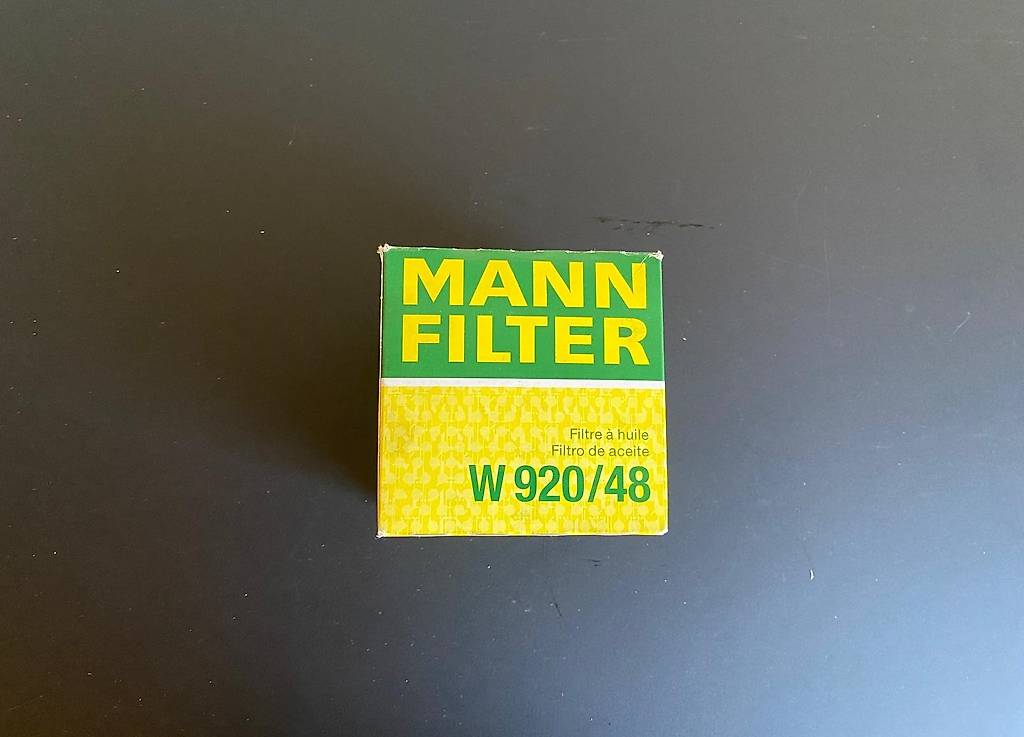 MANN
FILTER
Filtre à huile
Filtro de aceite
W 920/48